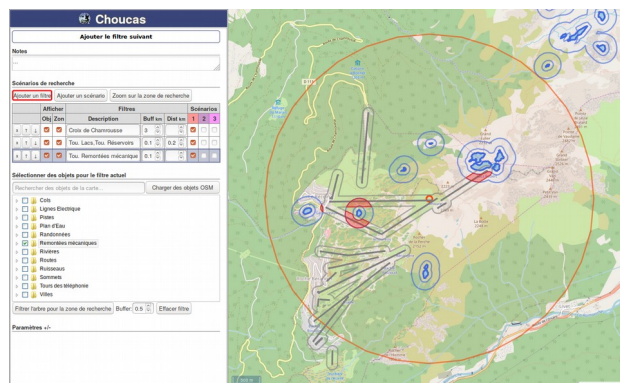 Choucas
Ajouter le filtre suivant
Notes
...
Scénarios de recherche
Ajouter un filtre Ajouter un scénario Zoom sur la zone de recherche
Afficher Filtres Scénarios
Obj Zon Description Buff km Dist km 1 2 3
Croix de Chamrousse 3
Tou. Lacs,Tou. Réservoirs 0.1 0.2
Tou. Remontées mécanique 0.1
Sélectionner des objets pour le filtre actuel
Rechercher des objets de la carte... Charger des objets OSM
Cols
Lignes Electrique
Pistes
Plan d'Eau
Randonnées
Remontées mécaniques
Rivieres
Routes
Ruisseaux
Sommets
Tours des téléphonie
Villes
Filtrer l'arbre pour la zone de recherche Buffer 0.5 Effacer filtre
Paramètres +/-